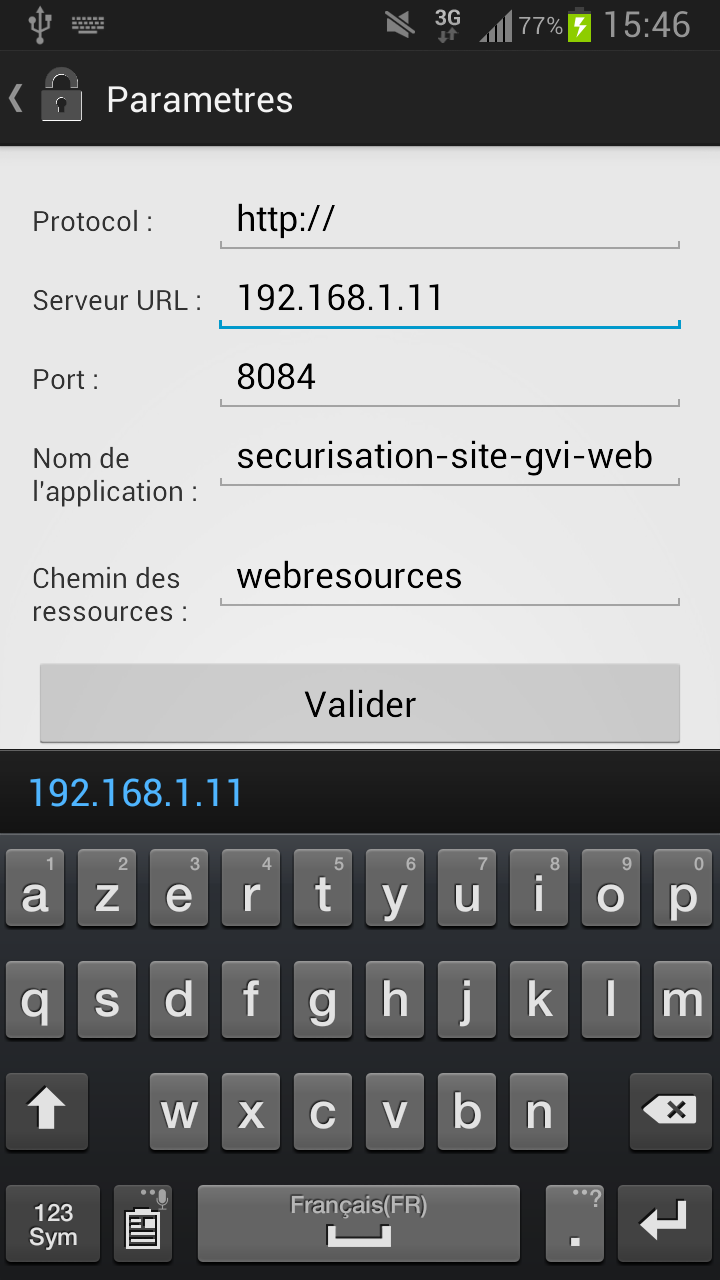 3G 77% 15:46
Parametres
Protocol : http://
Serveur URL : 192.168.1.11
Port : 8084
Nom de l'application : securisation-site-gvi-web
Chemin des ressources : webresources
Valider
192.168.1.11
1 2 3 4 5 6 7 8 9 0
a z e r t y u i o p
q s d f g h j k l m
w x c v b n
123 Sym Français(FR) . ...?